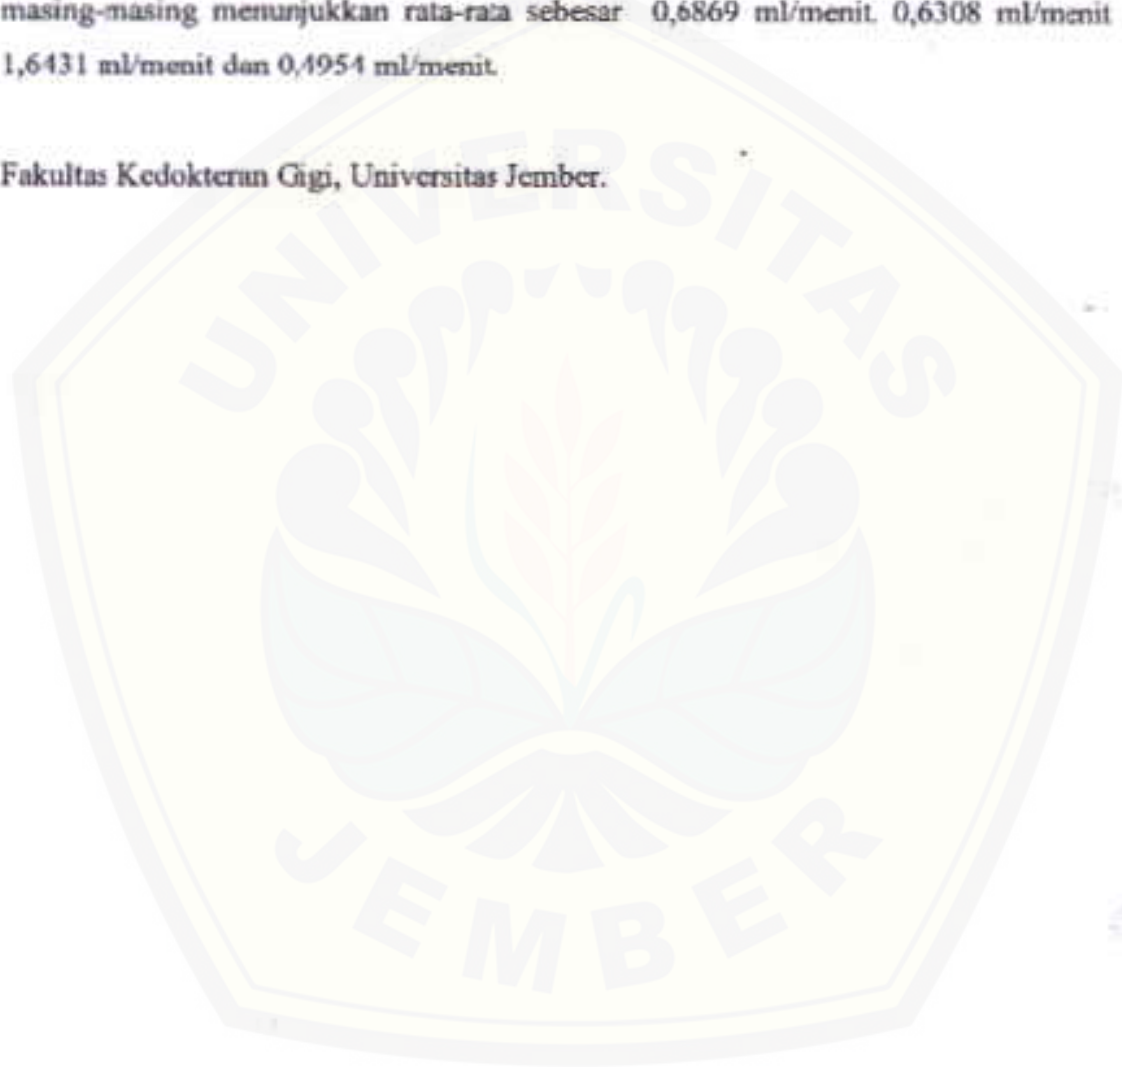 masing-masing menunjukkan rata-rata sebesar 0,6869 ml/menit. 0,6308 ml/menit
1,6431 ml/menit dan 0,4954 ml/menit.
Fakultas Kedokteran Gigi, Universitas Jember.
UNIVERSITAS
JEMBER